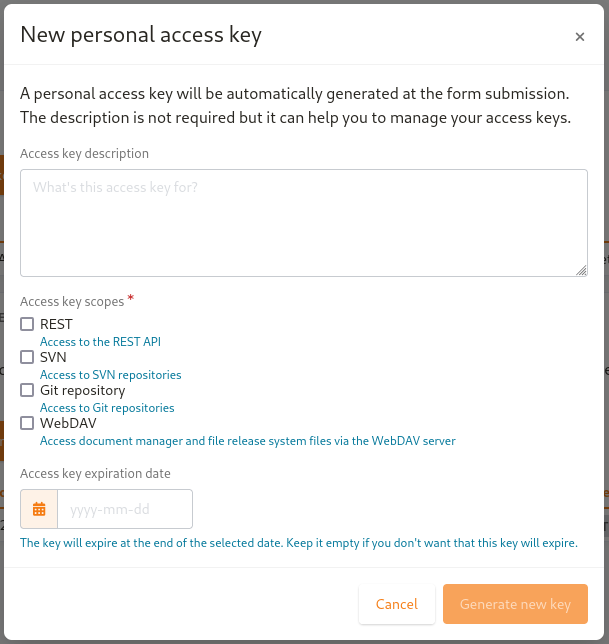 New personal access key
×
A personal access key will be automatically generated at the form submission.
The description is not required but it can help you to manage your access keys.
Access key description
What's this access key for?
Access key scopes *
REST
Access to the REST API
SVN
Access to SVN repositories
Git repository
Access to Git repositories
WebDAV
Access document manager and file release system files via the WebDAV server
Access key expiration date
yyyy-mm-dd
The key will expire at the end of the selected date. Keep it empty if you don't want that this key will expire.
Cancel
Generate new key